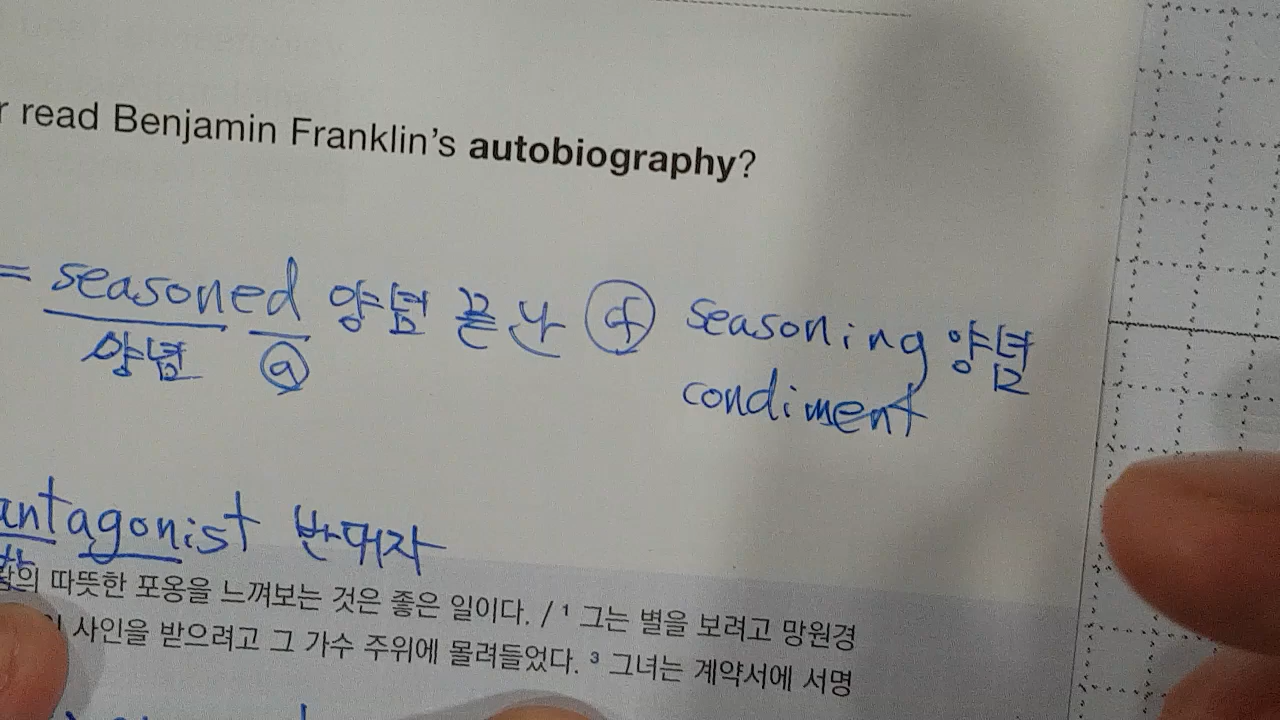 r read Benjamin Franklin's autobiography?
= seasoned 양념 끝난 ⓓ seasoning 양념
양념 ⓐ condiment
antagonist 반대자
의 따뜻한 포옹을 느껴보는 것은 좋은 일이다. / ¹ 그는 별을 보려고 망원경
사인을 받으려고 그 가수 주위에 몰려들었다. ³ 그녀는 계약서에 서명